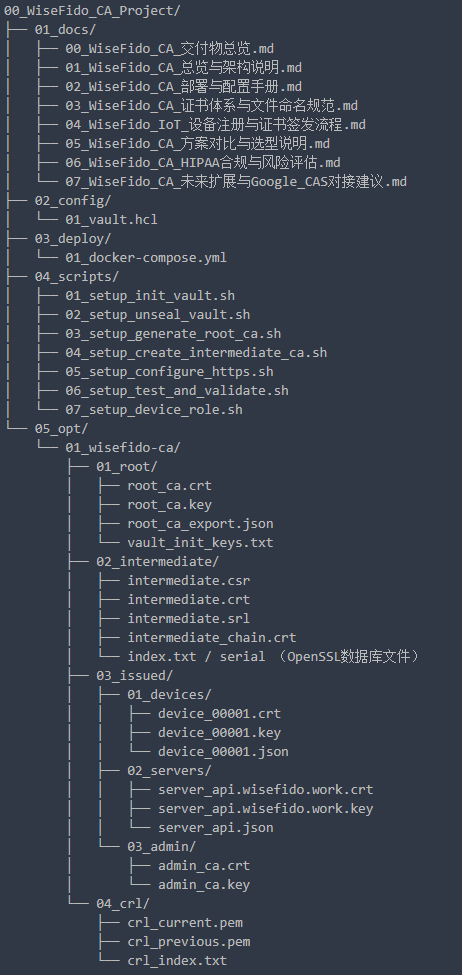 00_WiseFido_CA_Project/
├── 01_docs/
│   ├── 00_WiseFido_CA_交付物总览.md
│   ├── 01_WiseFido_CA_总览与架构说明.md
│   ├── 02_WiseFido_CA_部署与配置手册.md
│   ├── 03_WiseFido_CA_证书体系与文件命名规范.md
│   ├── 04_WiseFido_IoT_设备注册与证书签发流程.md
│   ├── 05_WiseFido_CA_方案对比与选型说明.md
│   ├── 06_WiseFido_CA_HIPAA合规与风险评估.md
│   └── 07_WiseFido_CA_未来扩展与Google_CAS对接建议.md
├── 02_config/
│   └── 01_vault.hcl
├── 03_deploy/
│   └── 01_docker-compose.yml
├── 04_scripts/
│   ├── 01_setup_init_vault.sh
│   ├── 02_setup_unseal_vault.sh
│   ├── 03_setup_generate_root_ca.sh
│   ├── 04_setup_create_intermediate_ca.sh
│   ├── 05_setup_configure_https.sh
│   ├── 06_setup_test_and_validate.sh
│   └── 07_setup_device_role.sh
└── 05_opt/
    └── 01_wisefido-ca/
        ├── 01_root/
        │   ├── root_ca.crt
        │   ├── root_ca.key
        │   ├── root_ca_export.json
        │   └── vault_init_keys.txt
        ├── 02_intermediate/
        │   ├── intermediate.csr
        │   ├── intermediate.crt
        │   ├── intermediate.srl
        │   ├── intermediate_chain.crt
        │   └── index.txt / serial （OpenSSL数据库文件）
        ├── 03_issued/
        │   ├── 01_devices/
        │   │   ├── device_00001.crt
        │   │   ├── device_00001.key
        │   │   └── device_00001.json
        │   ├── 02_servers/
        │   │   ├── server_api.wisefido.work.crt
        │   │   ├── server_api.wisefido.work.key
        │   │   └── server_api.json
        │   └── 03_admin/
        │       ├── admin_ca.crt
        │       └── admin_ca.key
        └── 04_crl/
            ├── crl_current.pem
            ├── crl_previous.pem
            └── crl_index.txt